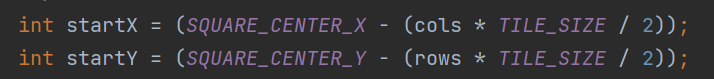 int startX = (SQUARE_CENTER_X - (cols * TILE_SIZE / 2));
int startY = (SQUARE_CENTER_Y - (rows * TILE_SIZE / 2));